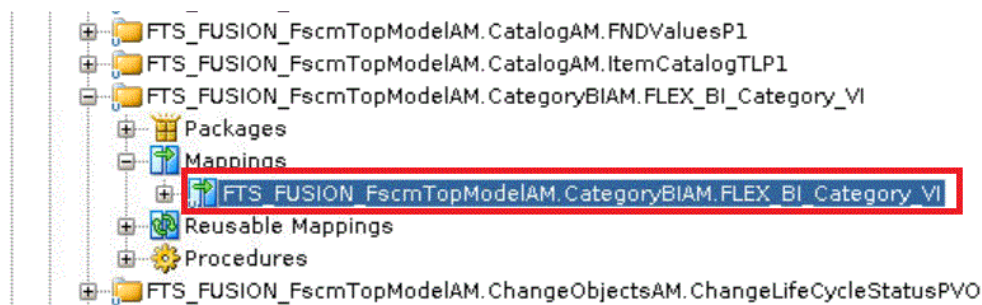 FTS_FUSION_FscmTopModelAM.CatalogAM.FNDValuesP1
FTS_FUSION_FscmTopModelAM.CatalogAM.ItemCatalogTLP1
FTS_FUSION_FscmTopModelAM.CategoryBIAM.FLEX_BI_Category_VI
Packages
Mappings
FTS_FUSION_FscmTopModelAM.CategoryBIAM.FLEX_BI_Category_VI
Reusable Mappings
Procedures
FTS_FUSION_FscmTopModelAM.ChangeObjectsAM.ChangeLifeCycleStatusPVO